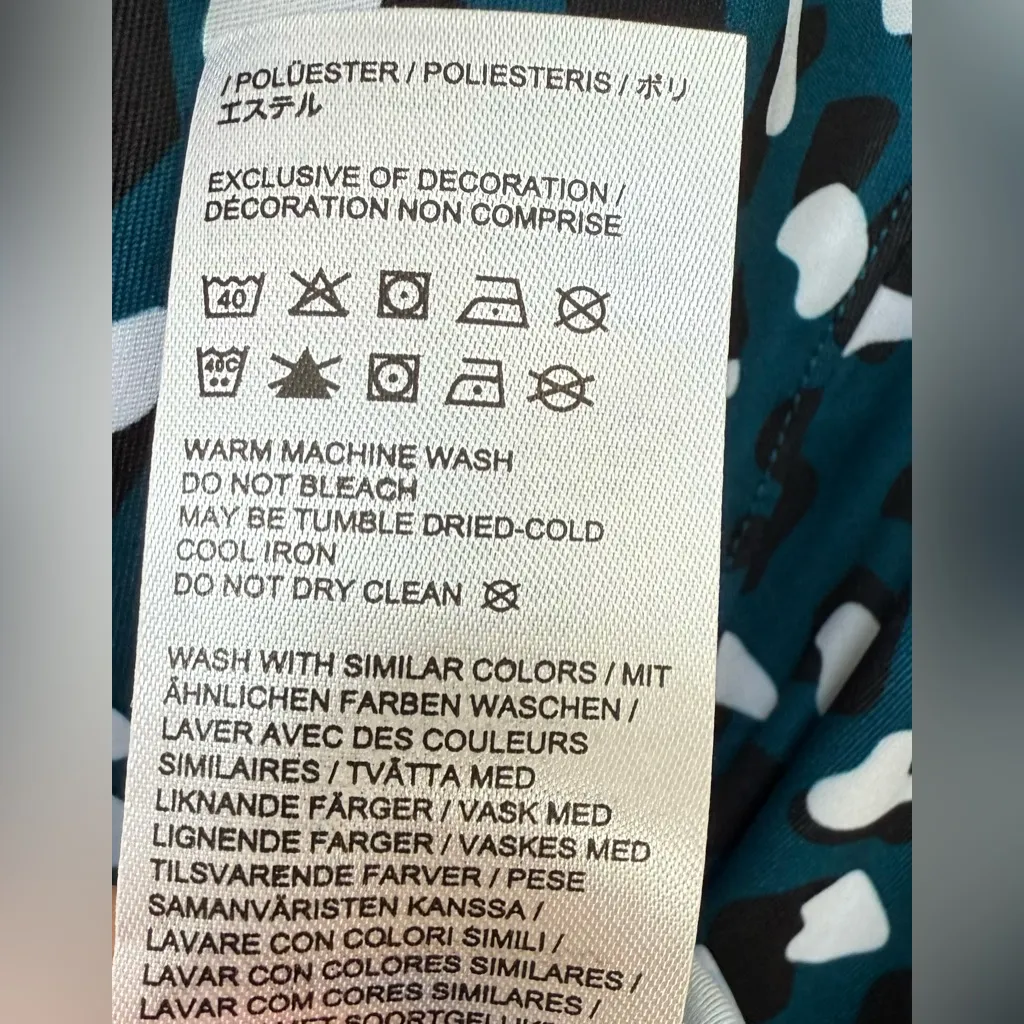 / POLÜESTER / POLIESTERIS / ポリ
エステル
EXCLUSIVE OF DECORATION /
DÉCORATION NON COMPRISE
40
40C
WARM MACHINE WASH
DO NOT BLEACH
MAY BE TUMBLE DRIED-COLD
COOL IRON
DO NOT DRY CLEAN
WASH WITH SIMILAR COLORS / MIT
ÄHNLICHEN FARBEN WASCHEN /
LAVER AVEC DES COULEURS
SIMILAIRES / TVÄTTA MED
LIKNANDE FÄRGER / VASK MED
LIGNENDE FARGER / VASKES MED
TILSVARENDE FARVER / PESE
SAMANVÄRISTEN KANSSA /
LAVARE CON COLORI SIMILI /
LAVAR CON COLORES SIMILARES /
LAVAR COM CORES SIMILARES /